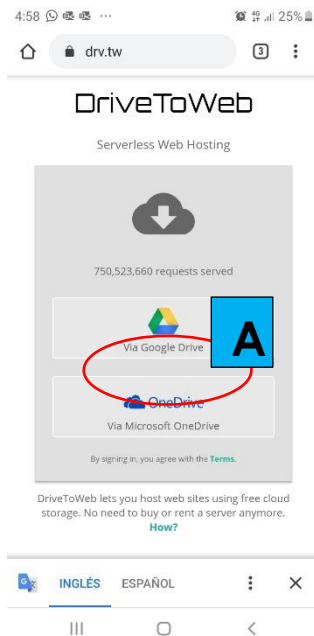 4:58
4G 25%
drv.tw 3
DriveToWeb
Serverless Web Hosting
750,523,660 requests served
Via Google Drive
A
OneDrive
Via Microsoft OneDrive
By signing in, you agree with the Terms.
DriveToWeb lets you host web sites using free cloud
storage. No need to buy or rent a server anymore.
How?
INGLÉS ESPAÑOL